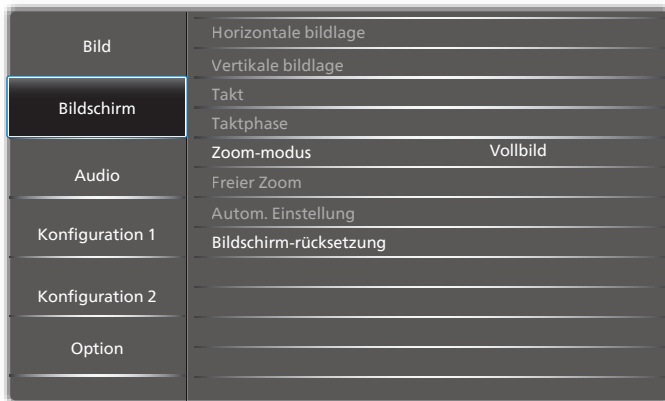 Bild
Bildschirm
Audio
Konfiguration 1
Konfiguration 2
Option
Horizontale bildlage
Vertikale bildlage
Takt
Taktphase
Zoom-modus Vollbild
Freier Zoom
Autom. Einstellung
Bildschirm-rücksetzung